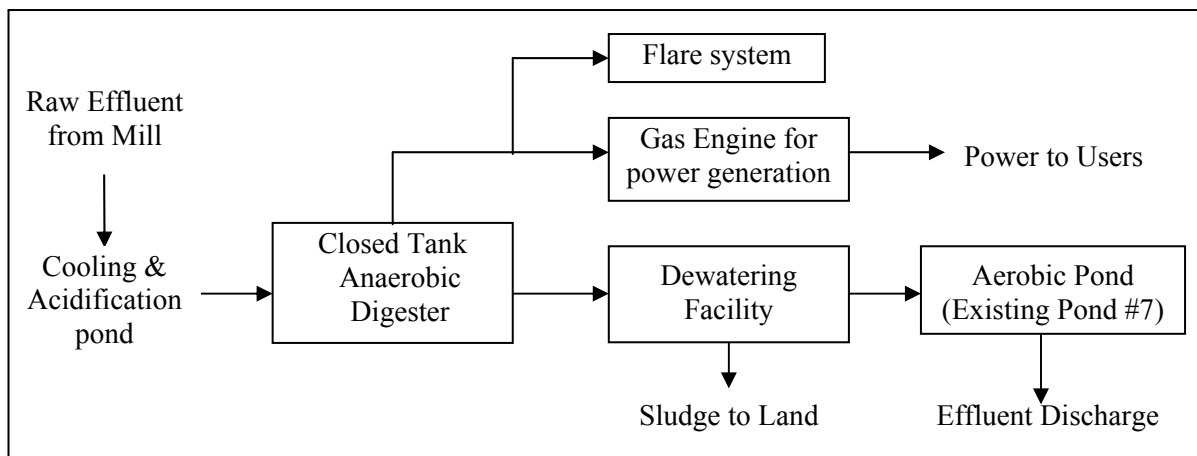 Flare system
Raw Effluent
from Mill
Gas Engine for
power generation
Power to Users
Cooling &
Acidification
pond
Closed Tank
Anaerobic
Digester
Dewatering
Facility
Aerobic Pond
(Existing Pond #7)
Sludge to Land
Effluent Discharge